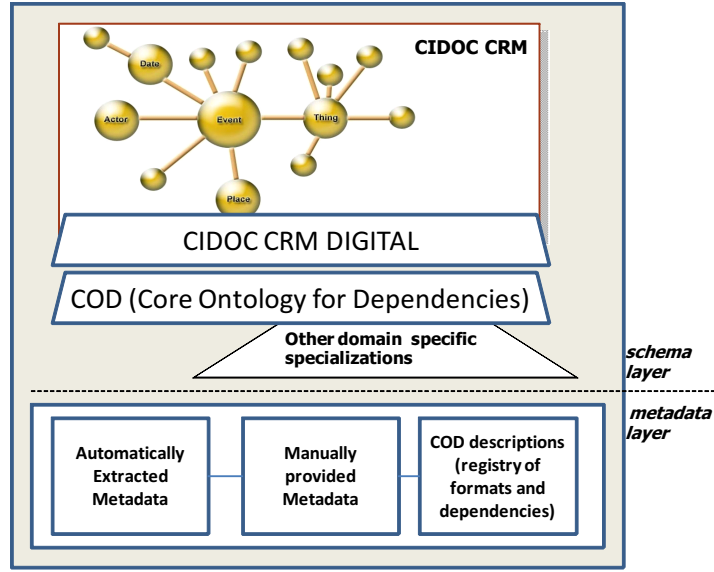 CIDOC CRM
Date
Actor
Event
Thing
Place
CIDOC CRM DIGITAL
COD (Core Ontology for Dependencies)
Other domain specific
specializations
schema
layer
metadata
layer
Automatically
Extracted
Metadata
Manually
provided
Metadata
COD descriptions
(registry of
formats and
dependencies)